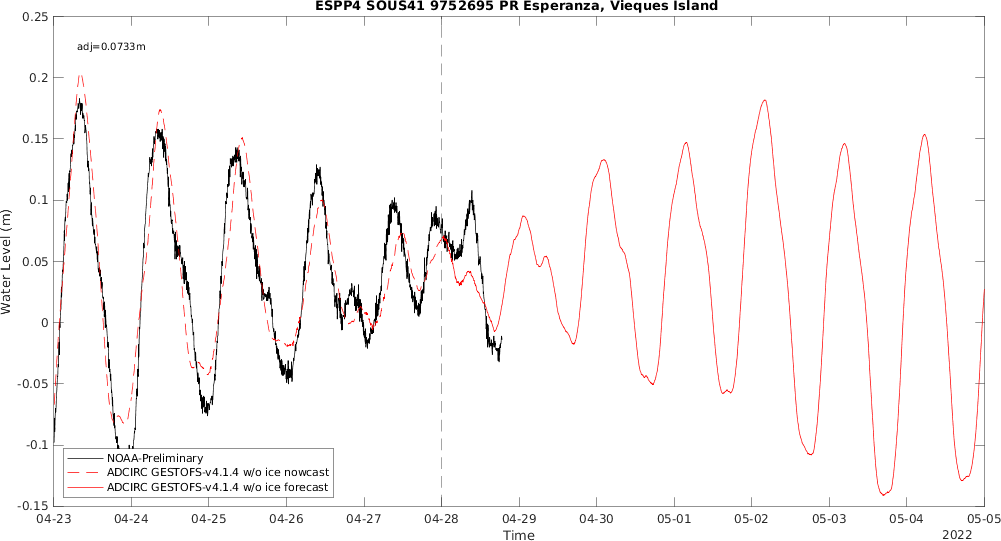 ESPP4 SOUS41 9752695 PR Esperanza, Vieques Island
adj=0.0733m
0.25
0.2
0.15
0.1
0.05
0
-0.05
-0.1
-0.15
Water Level (m)
NOAA-Preliminary
ADCIRC GESTOFS-v4.1.4 w/o ice nowcast
ADCIRC GESTOFS-v4.1.4 w/o ice forecast
04-23 04-24 04-25 04-26 04-27 04-28 04-29 04-30 05-01 05-02 05-03 05-04 05-05
Time
2022